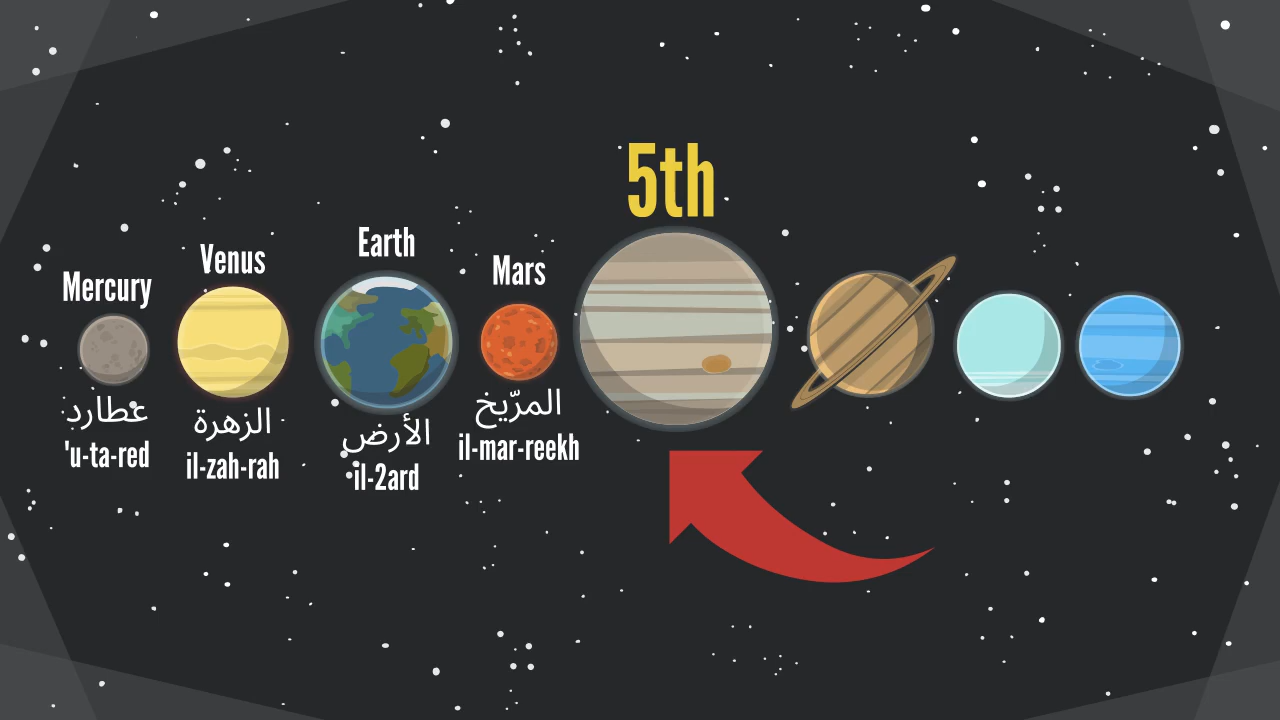 Mercury
عطارد
'u-ta-red
Venus
الزهرة
il-zah-rah
Earth
الأرض
il-2ard
Mars
المرّيخ
il-mar-reekh
5th